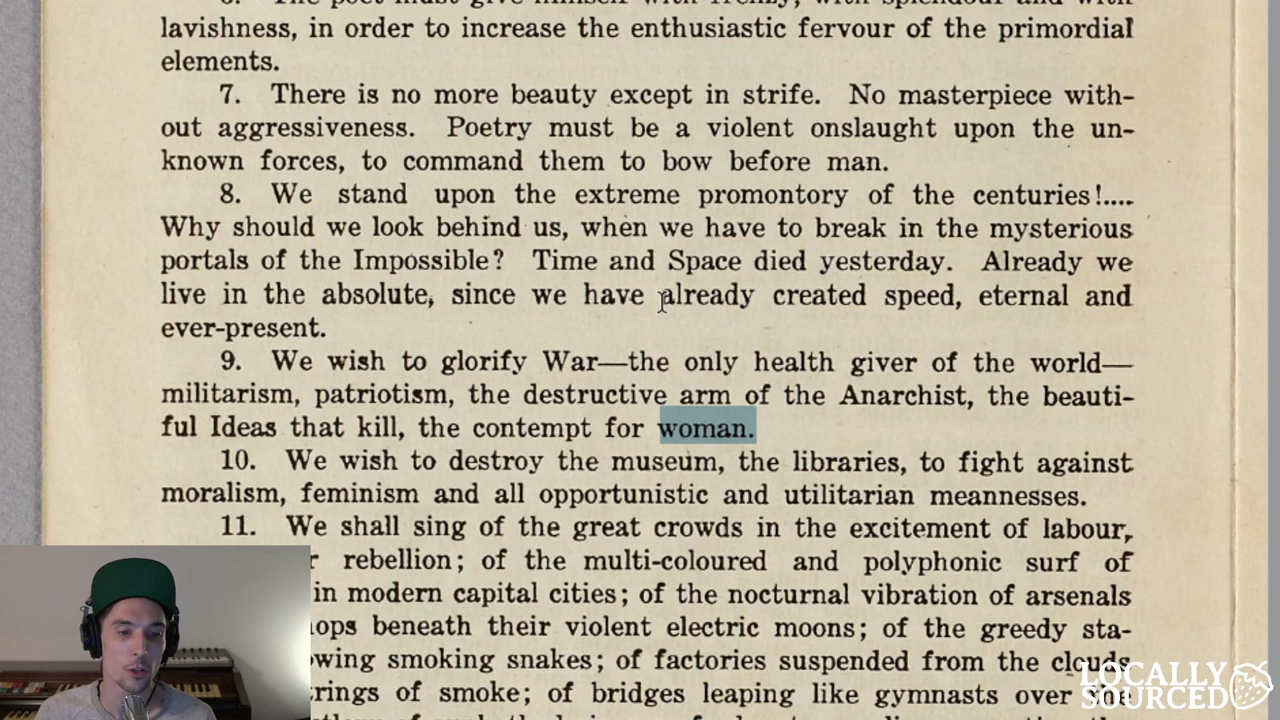 lavishness, in order to increase the enthusiastic fervour of the primordial
elements.
7. There is no more beauty except in strife. No masterpiece with-
out aggressiveness. Poetry must be a violent onslaught upon the un-
known forces, to command them to bow before man.
8. We stand upon the extreme promontory of the centuries!....
Why should we look behind us, when we have to break in the mysterious
portals of the Impossible? Time and Space died yesterday. Already we
live in the absolute, since we have already created speed, eternal and
ever-present.
9. We wish to glorify War—the only health giver of the world—
militarism, patriotism, the destructive arm of the Anarchist, the beauti-
ful Ideas that kill, the contempt for woman.
10. We wish to destroy the museum, the libraries, to fight against
moralism, feminism and all opportunistic and utilitarian meannesses.
11. We shall sing of the great crowds in the excitement of labour,
rebellion; of the multi-coloured and polyphonic surf of
in modern capital cities; of the nocturnal vibration of arsenals
beneath their violent electric moons; of the greedy sta-
smoking snakes; of factories suspended from the clouds
of smoke; of bridges leaping like gymnasts over the
LOCALLY
SOURCED